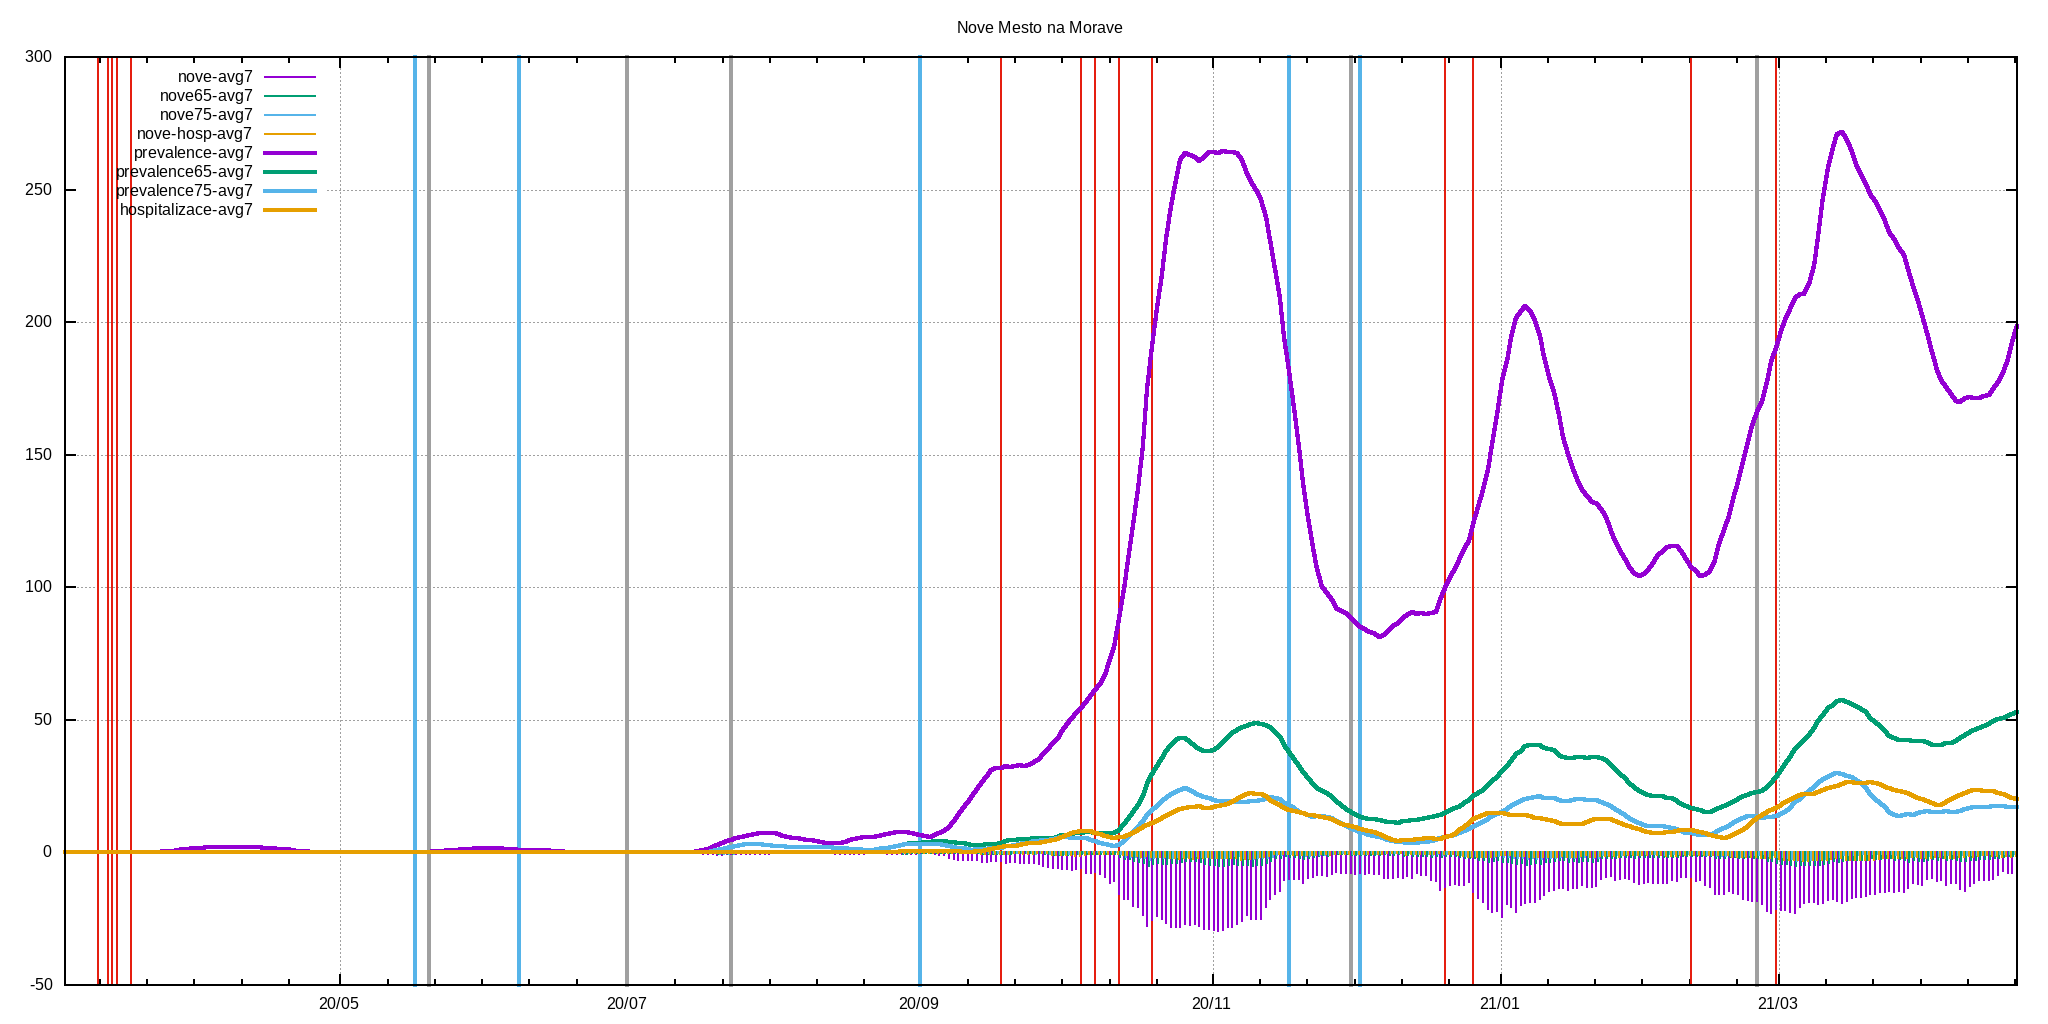 Nove Mesto na Morave
300
250
200
150
100
50
0
-50
nove-avg7
nove65-avg7
nove75-avg7
nove-hosp-avg7
prevalence-avg7
prevalence65-avg7
prevalence75-avg7
hospitalizace-avg7
20/05
20/07
20/09
20/11
21/01
21/03